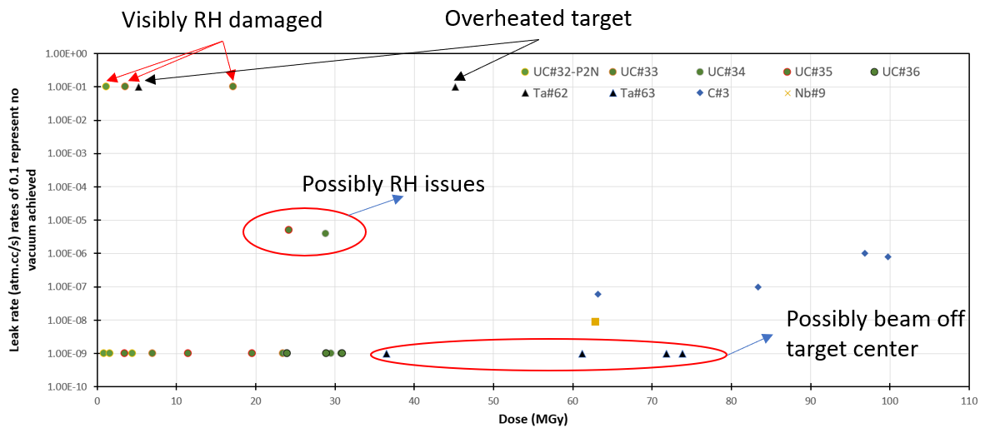 Visibly RH damaged
Overheated target
1.00E+00
1.00E-01
1.00E-02
1.00E-03
1.00E-04
1.00E-05
1.00E-06
1.00E-07
1.00E-08
1.00E-09
1.00E-10
UC#32-P2N
UC#33
UC#34
UC#35
UC#36
Ta#62
Ta#63
C#3
Nb#9
Possibly RH issues
Possibly beam off
target center
Leak rate (atm.cc/s) rates of 0.1 represent no
vacuum achieved
0 10 20 30 40 50 60 70 80 90 100 110
Dose (MGy)